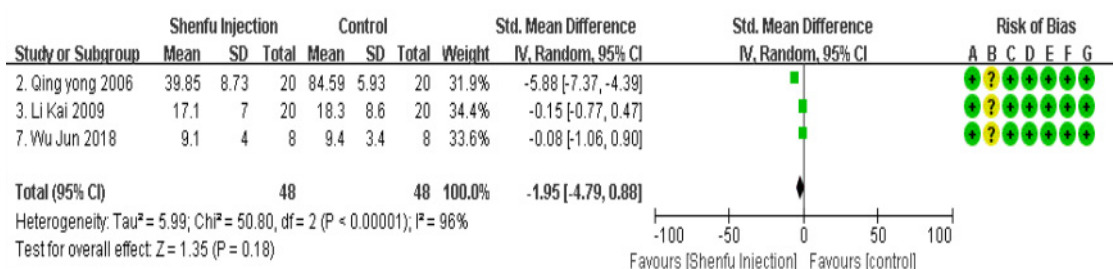 Shenfu Injection Control Std. Mean Difference Std. Mean Difference Risk of Bias
Study or Subgroup Mean SD Total Mean SD Total Weight IV, Random, 95% CI IV, Random, 95% CI A B C D E F G
2. Qing yong 2006 39.85 8.73 20 84.59 5.93 20 31.9% -5.88 [-7.37, -4.39] + ? + + + + +
3. Li Kai 2009 17.1 7 20 18.3 8.6 20 34.4% -0.15 [-0.77, 0.47] + ? + + + + +
7. Wu Jun 2018 9.1 4 8 9.4 3.4 8 33.6% -0.08 [-1.06, 0.90] + ? + + + + +
Total (95% CI) 48 48 100.0% -1.95 [-4.79, 0.88]
Heterogeneity: Tau² = 5.99; Chi² = 50.80, df = 2 (P < 0.00001); I² = 96%
Test for overall effect: Z = 1.35 (P = 0.18)
-100 -50 0 50 100
Favours [Shenfu Injection] Favours [control]